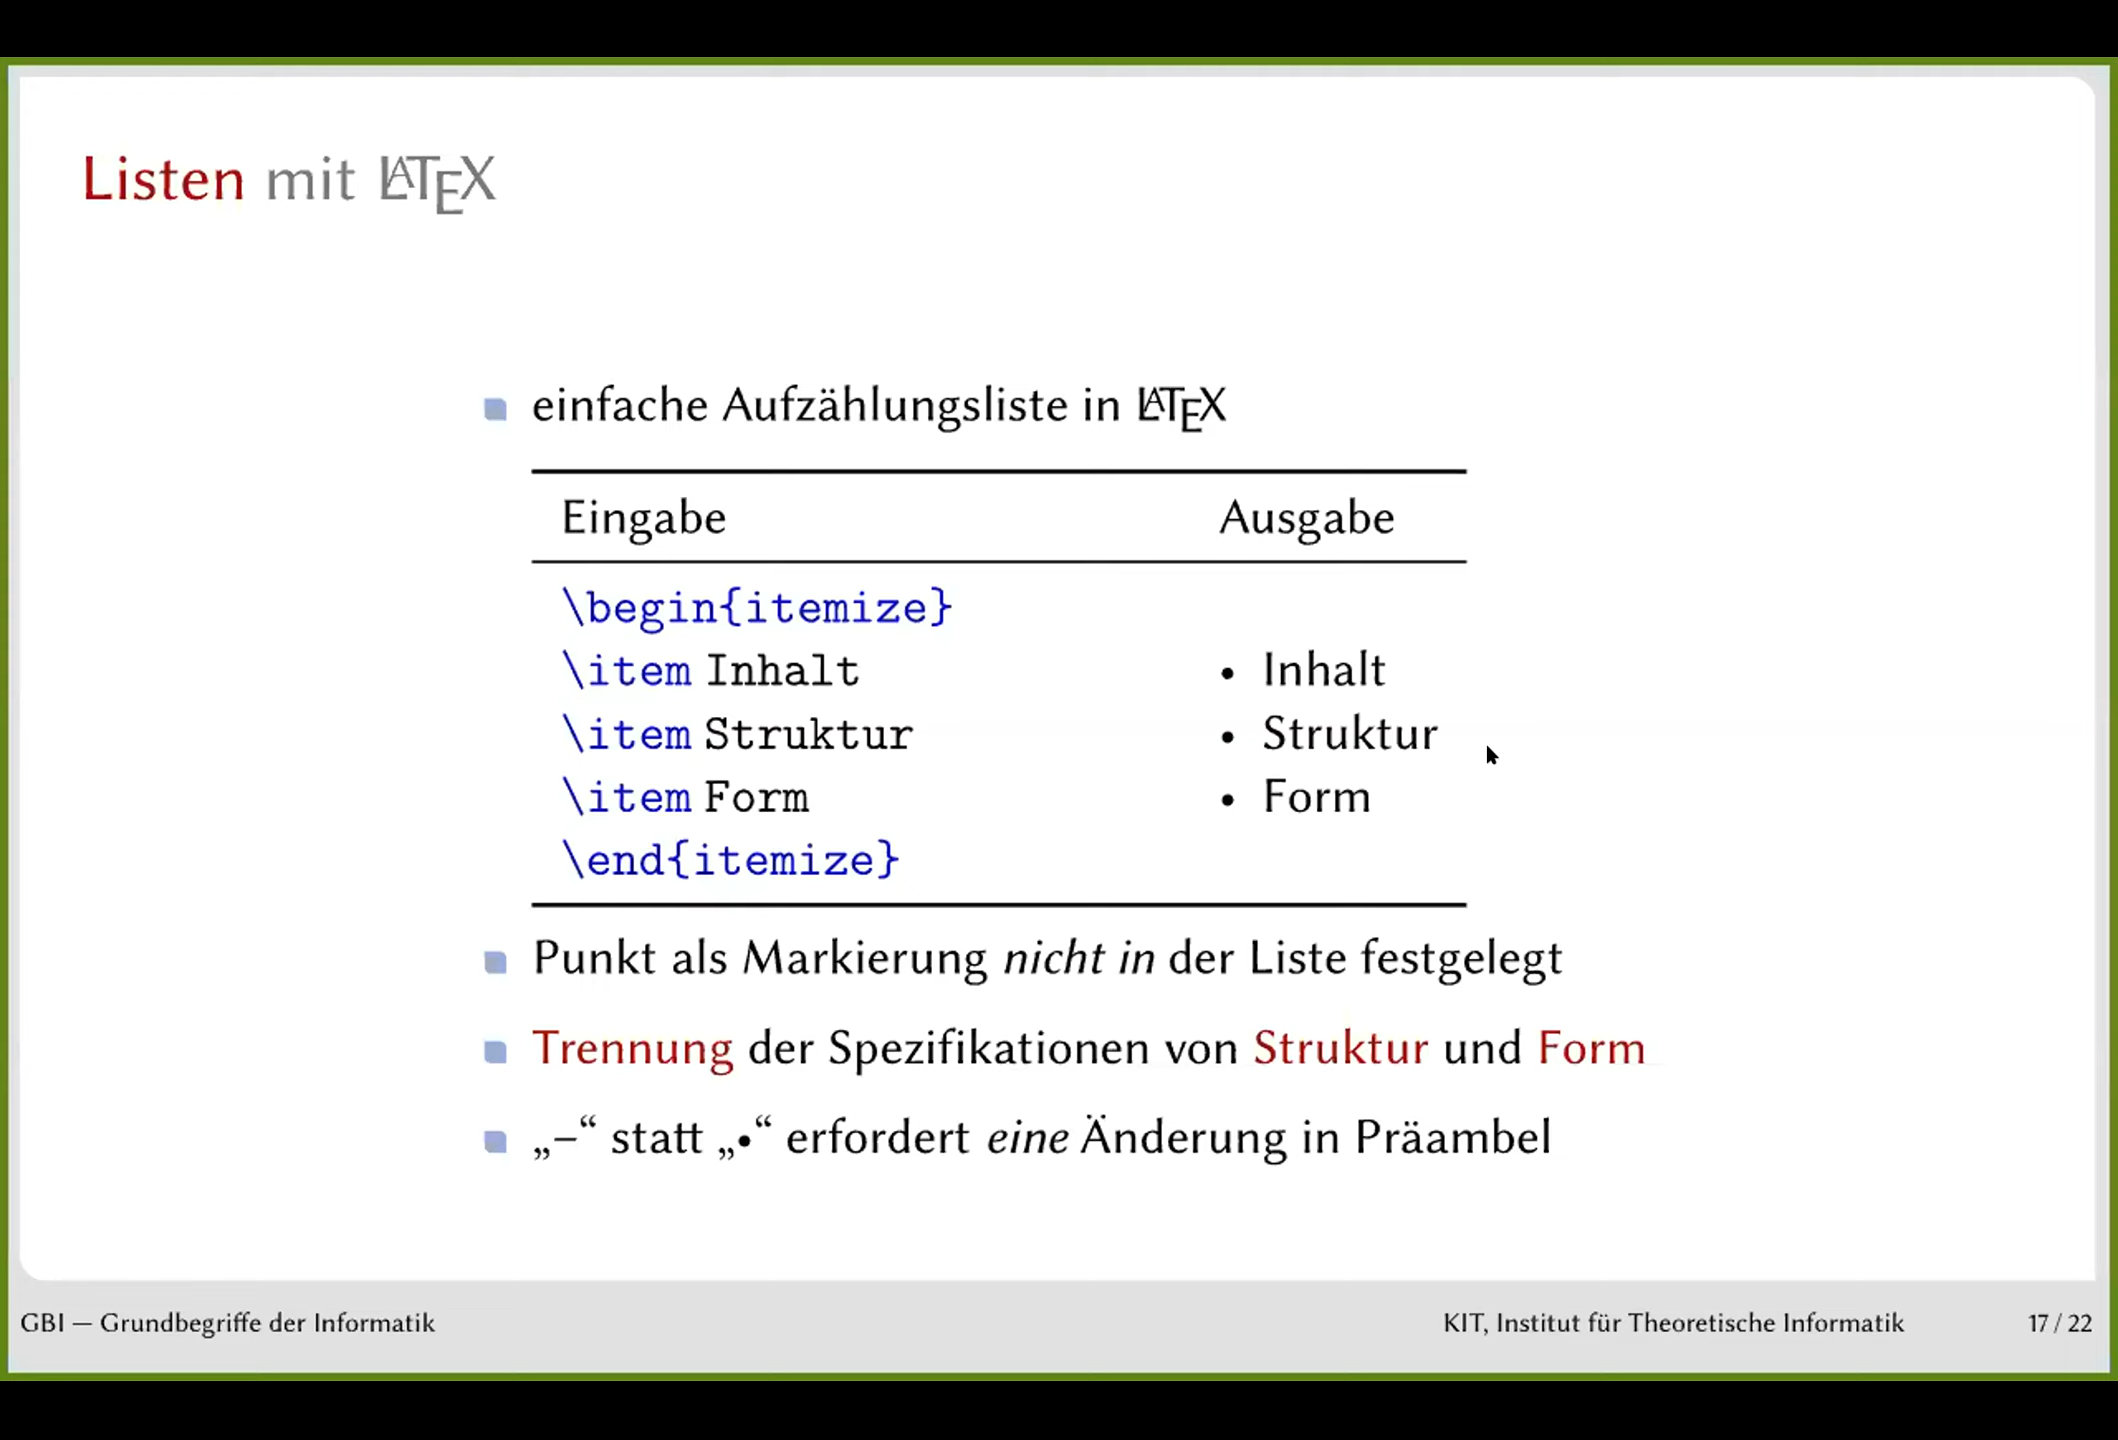 Listen mit LATEX
einfache Aufzählungsliste in LATEX
Eingabe Ausgabe
\begin{itemize}
\item Inhalt • Inhalt
\item Struktur • Struktur
\item Form • Form
\end{itemize}
Punkt als Markierung nicht in der Liste festgelegt
Trennung der Spezifikationen von Struktur und Form
„–“ statt „•“ erfordert eine Änderung in Präambel
GBI — Grundbegriffe der Informatik KIT, Institut für Theoretische Informatik 17 / 22